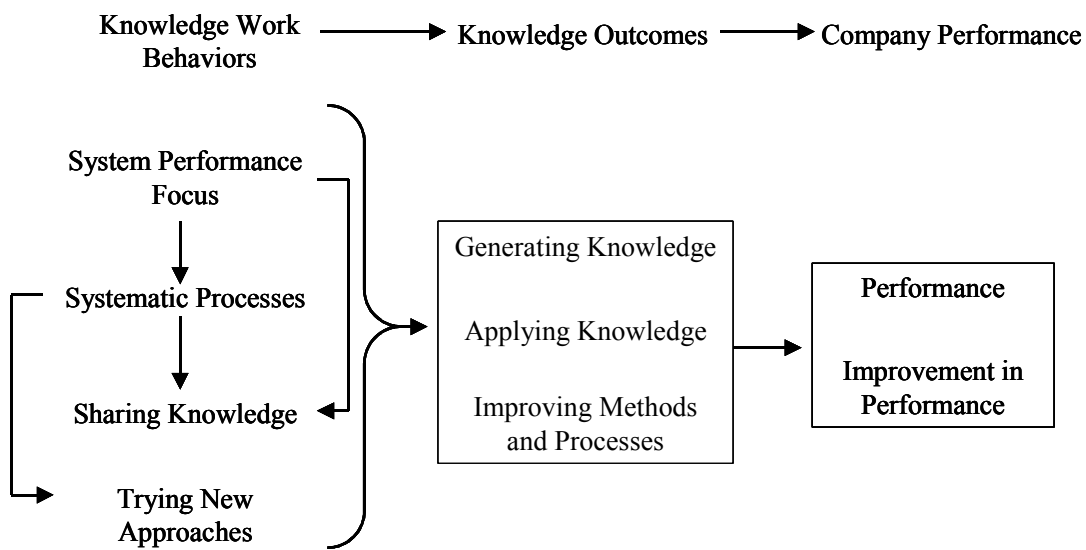 Knowledge Work
Behaviors
Knowledge Outcomes
Company Performance
System Performance
Focus
Systematic Processes
Sharing Knowledge
Trying New
Approaches
Generating Knowledge
Applying Knowledge
Improving Methods
and Processes
Performance
Improvement in
Performance